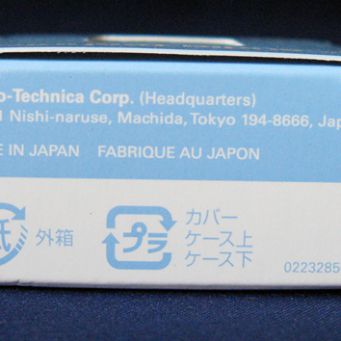 o-Technica Corp. (Headquarters)
1 Nishi-naruse, Machida, Tokyo 194-8666, Jap
E IN JAPAN FABRIQUE AU JAPON
紙 外箱
プラ カバー
ケース上
ケース下
0223285